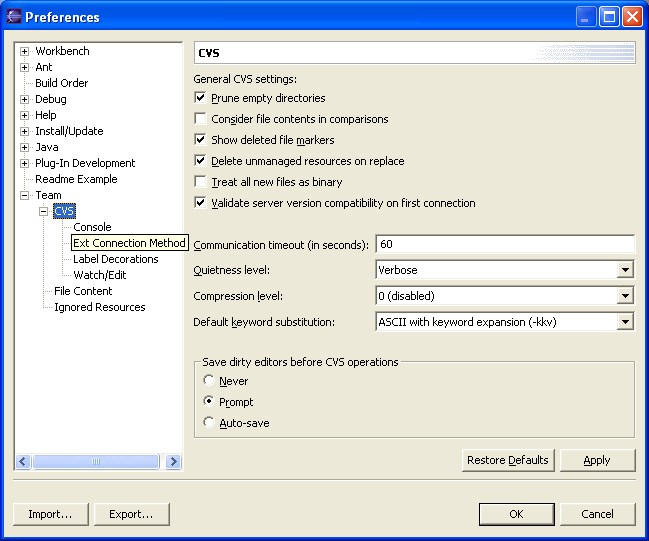 Preferences
Workbench
Ant
Build Order
Debug
Help
Install/Update
Java
Plug-In Development
Readme Example
Team
CVS
Console
Ext Connection Method
Label Decorations
Watch/Edit
File Content
Ignored Resources
CVS
General CVS settings:
Prune empty directories
Consider file contents in comparisons
Show deleted file markers
Delete unmanaged resources on replace
Treat all new files as binary
Validate server version compatibility on first connection
Communication timeout (in seconds): 60
Quietness level: Verbose
Compression level: 0 (disabled)
Default keyword substitution: ASCII with keyword expansion (-kkv)
Save dirty editors before CVS operations
Never
Prompt
Auto-save
Restore Defaults Apply
Import... Export... OK Cancel